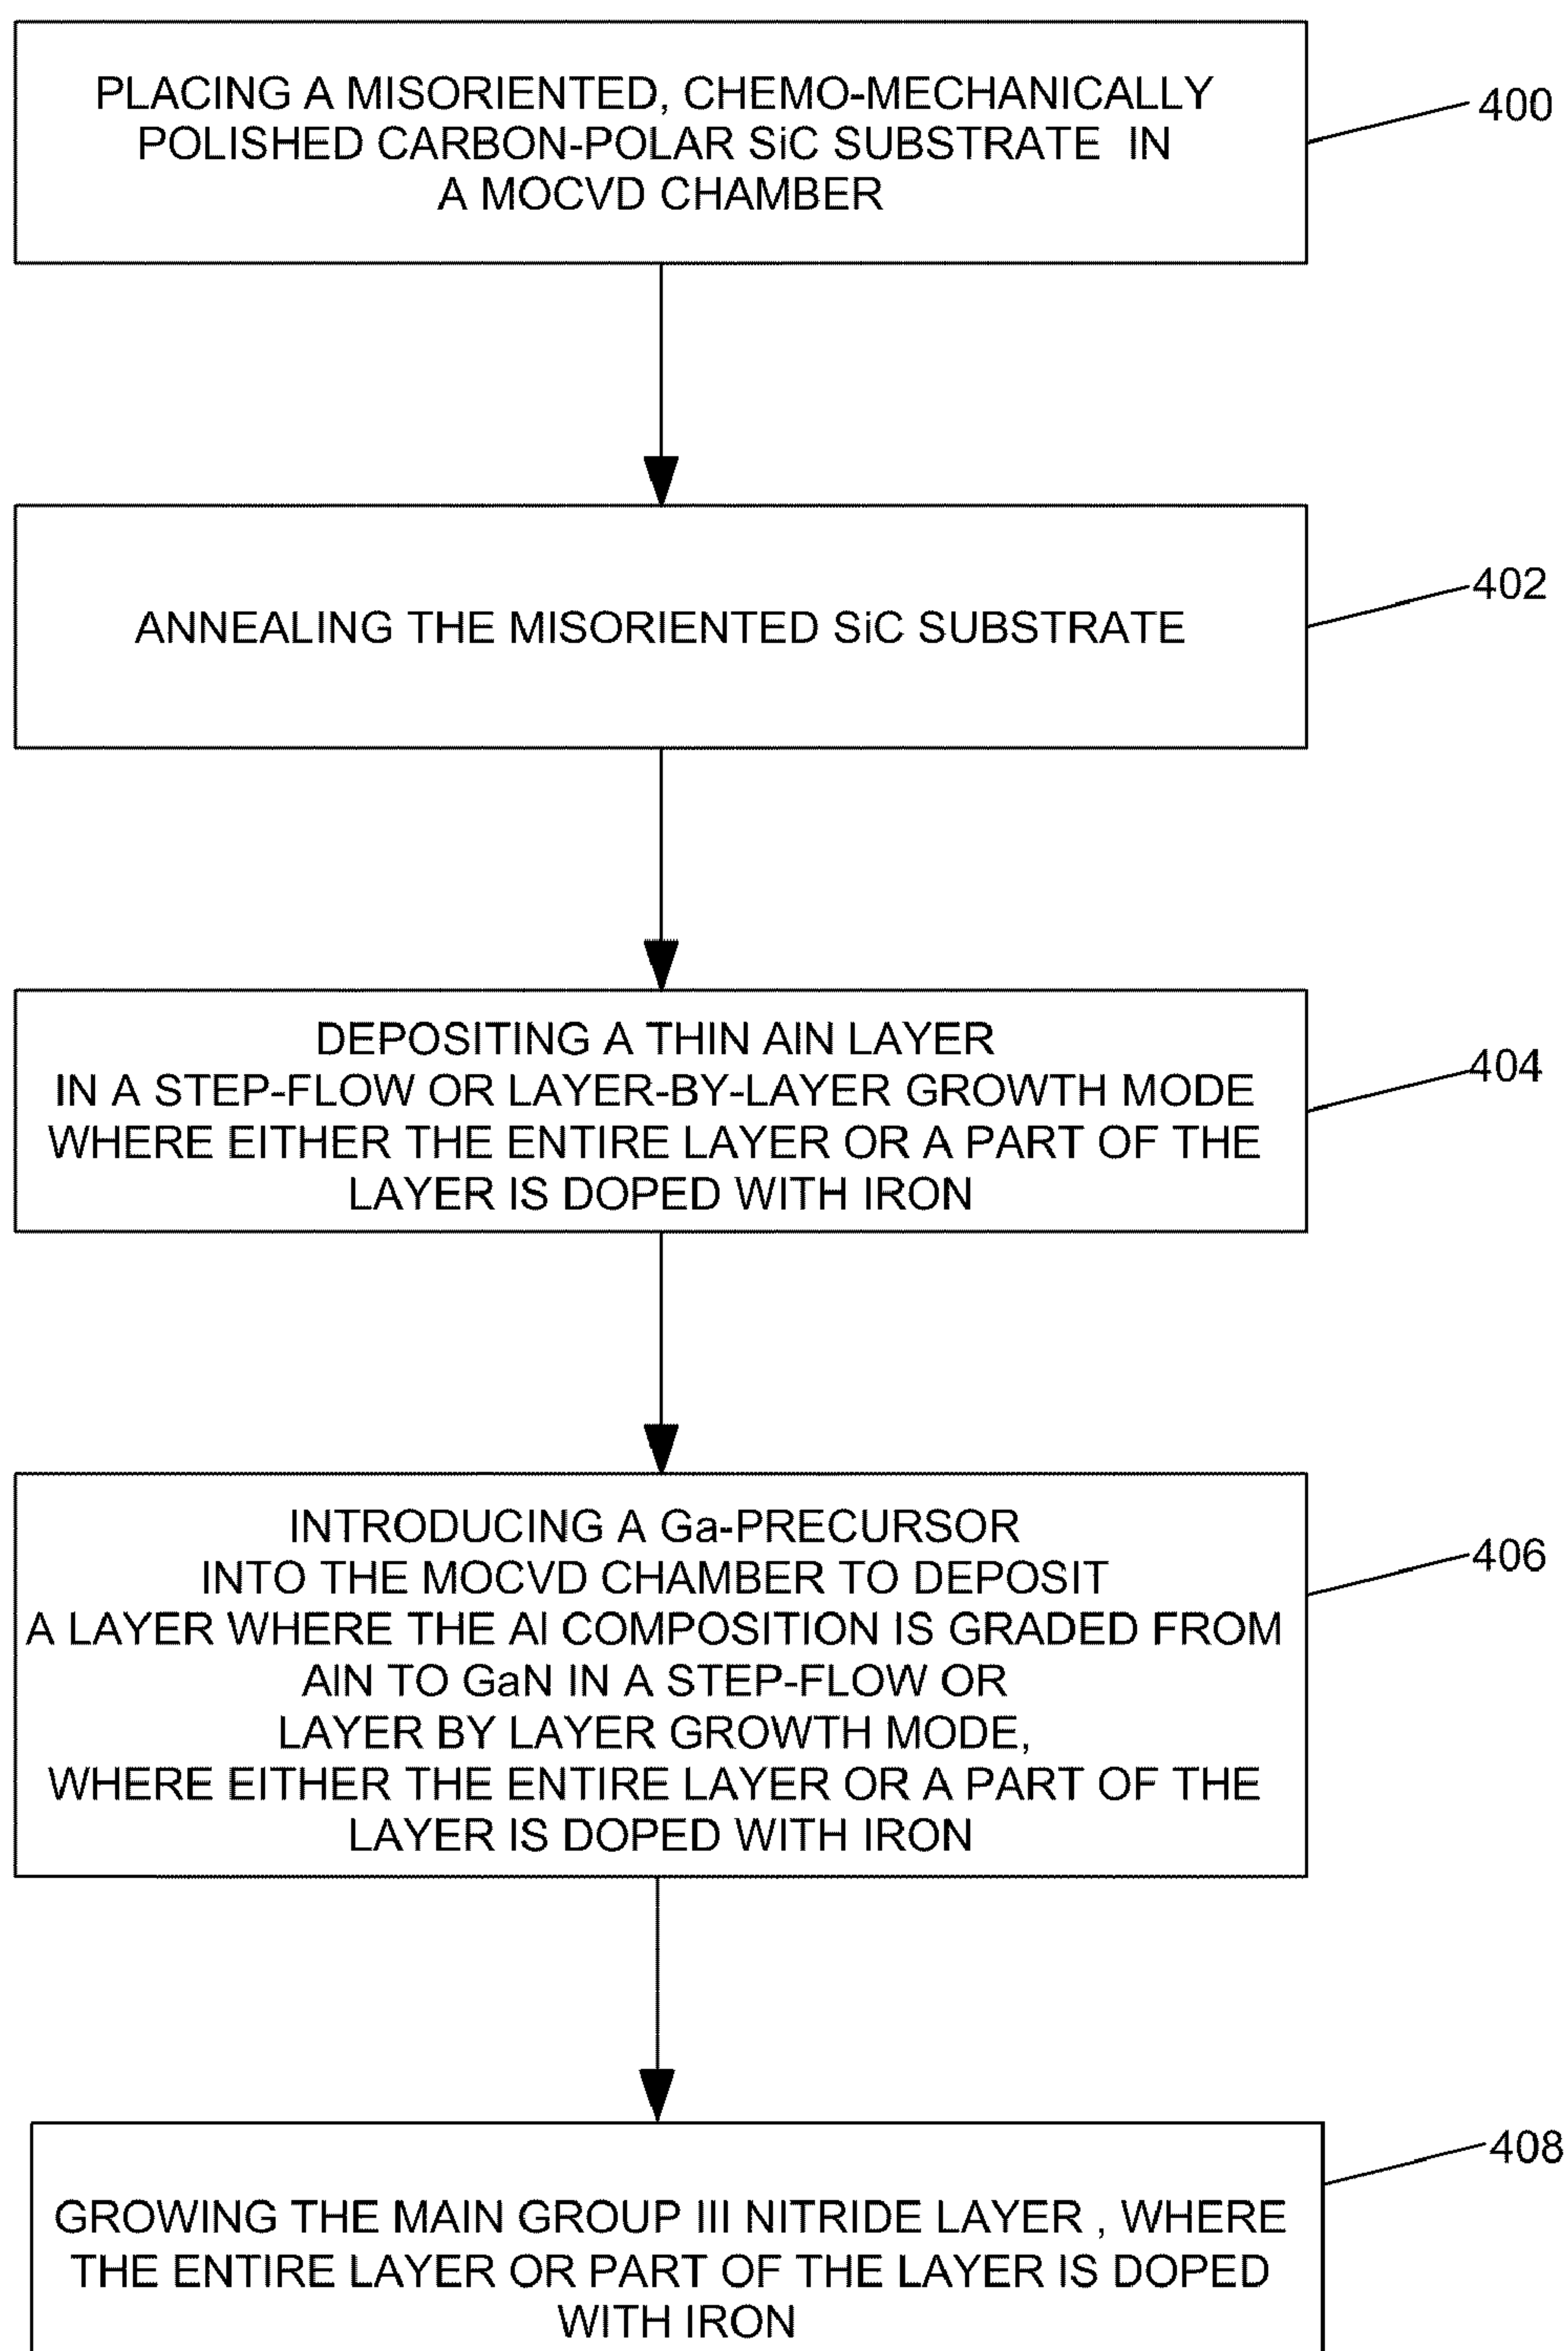 PLACING A MISORIENTED, CHEMO-MECHANICALLY
POLISHED CARBON-POLAR SiC SUBSTRATE IN
A MOCVD CHAMBER
400
ANNEALING THE MISORIENTED SiC SUBSTRATE
402
DEPOSITING A THIN AlN LAYER
IN A STEP-FLOW OR LAYER-BY-LAYER GROWTH MODE
WHERE EITHER THE ENTIRE LAYER OR A PART OF THE
LAYER IS DOPED WITH IRON
404
INTRODUCING A Ga-PRECURSOR
INTO THE MOCVD CHAMBER TO DEPOSIT
A LAYER WHERE THE Al COMPOSITION IS GRADED FROM
AlN TO GaN IN A STEP-FLOW OR
LAYER BY LAYER GROWTH MODE,
WHERE EITHER THE ENTIRE LAYER OR A PART OF THE
LAYER IS DOPED WITH IRON
406
GROWING THE MAIN GROUP III NITRIDE LAYER , WHERE
THE ENTIRE LAYER OR PART OF THE LAYER IS DOPED
WITH IRON
408